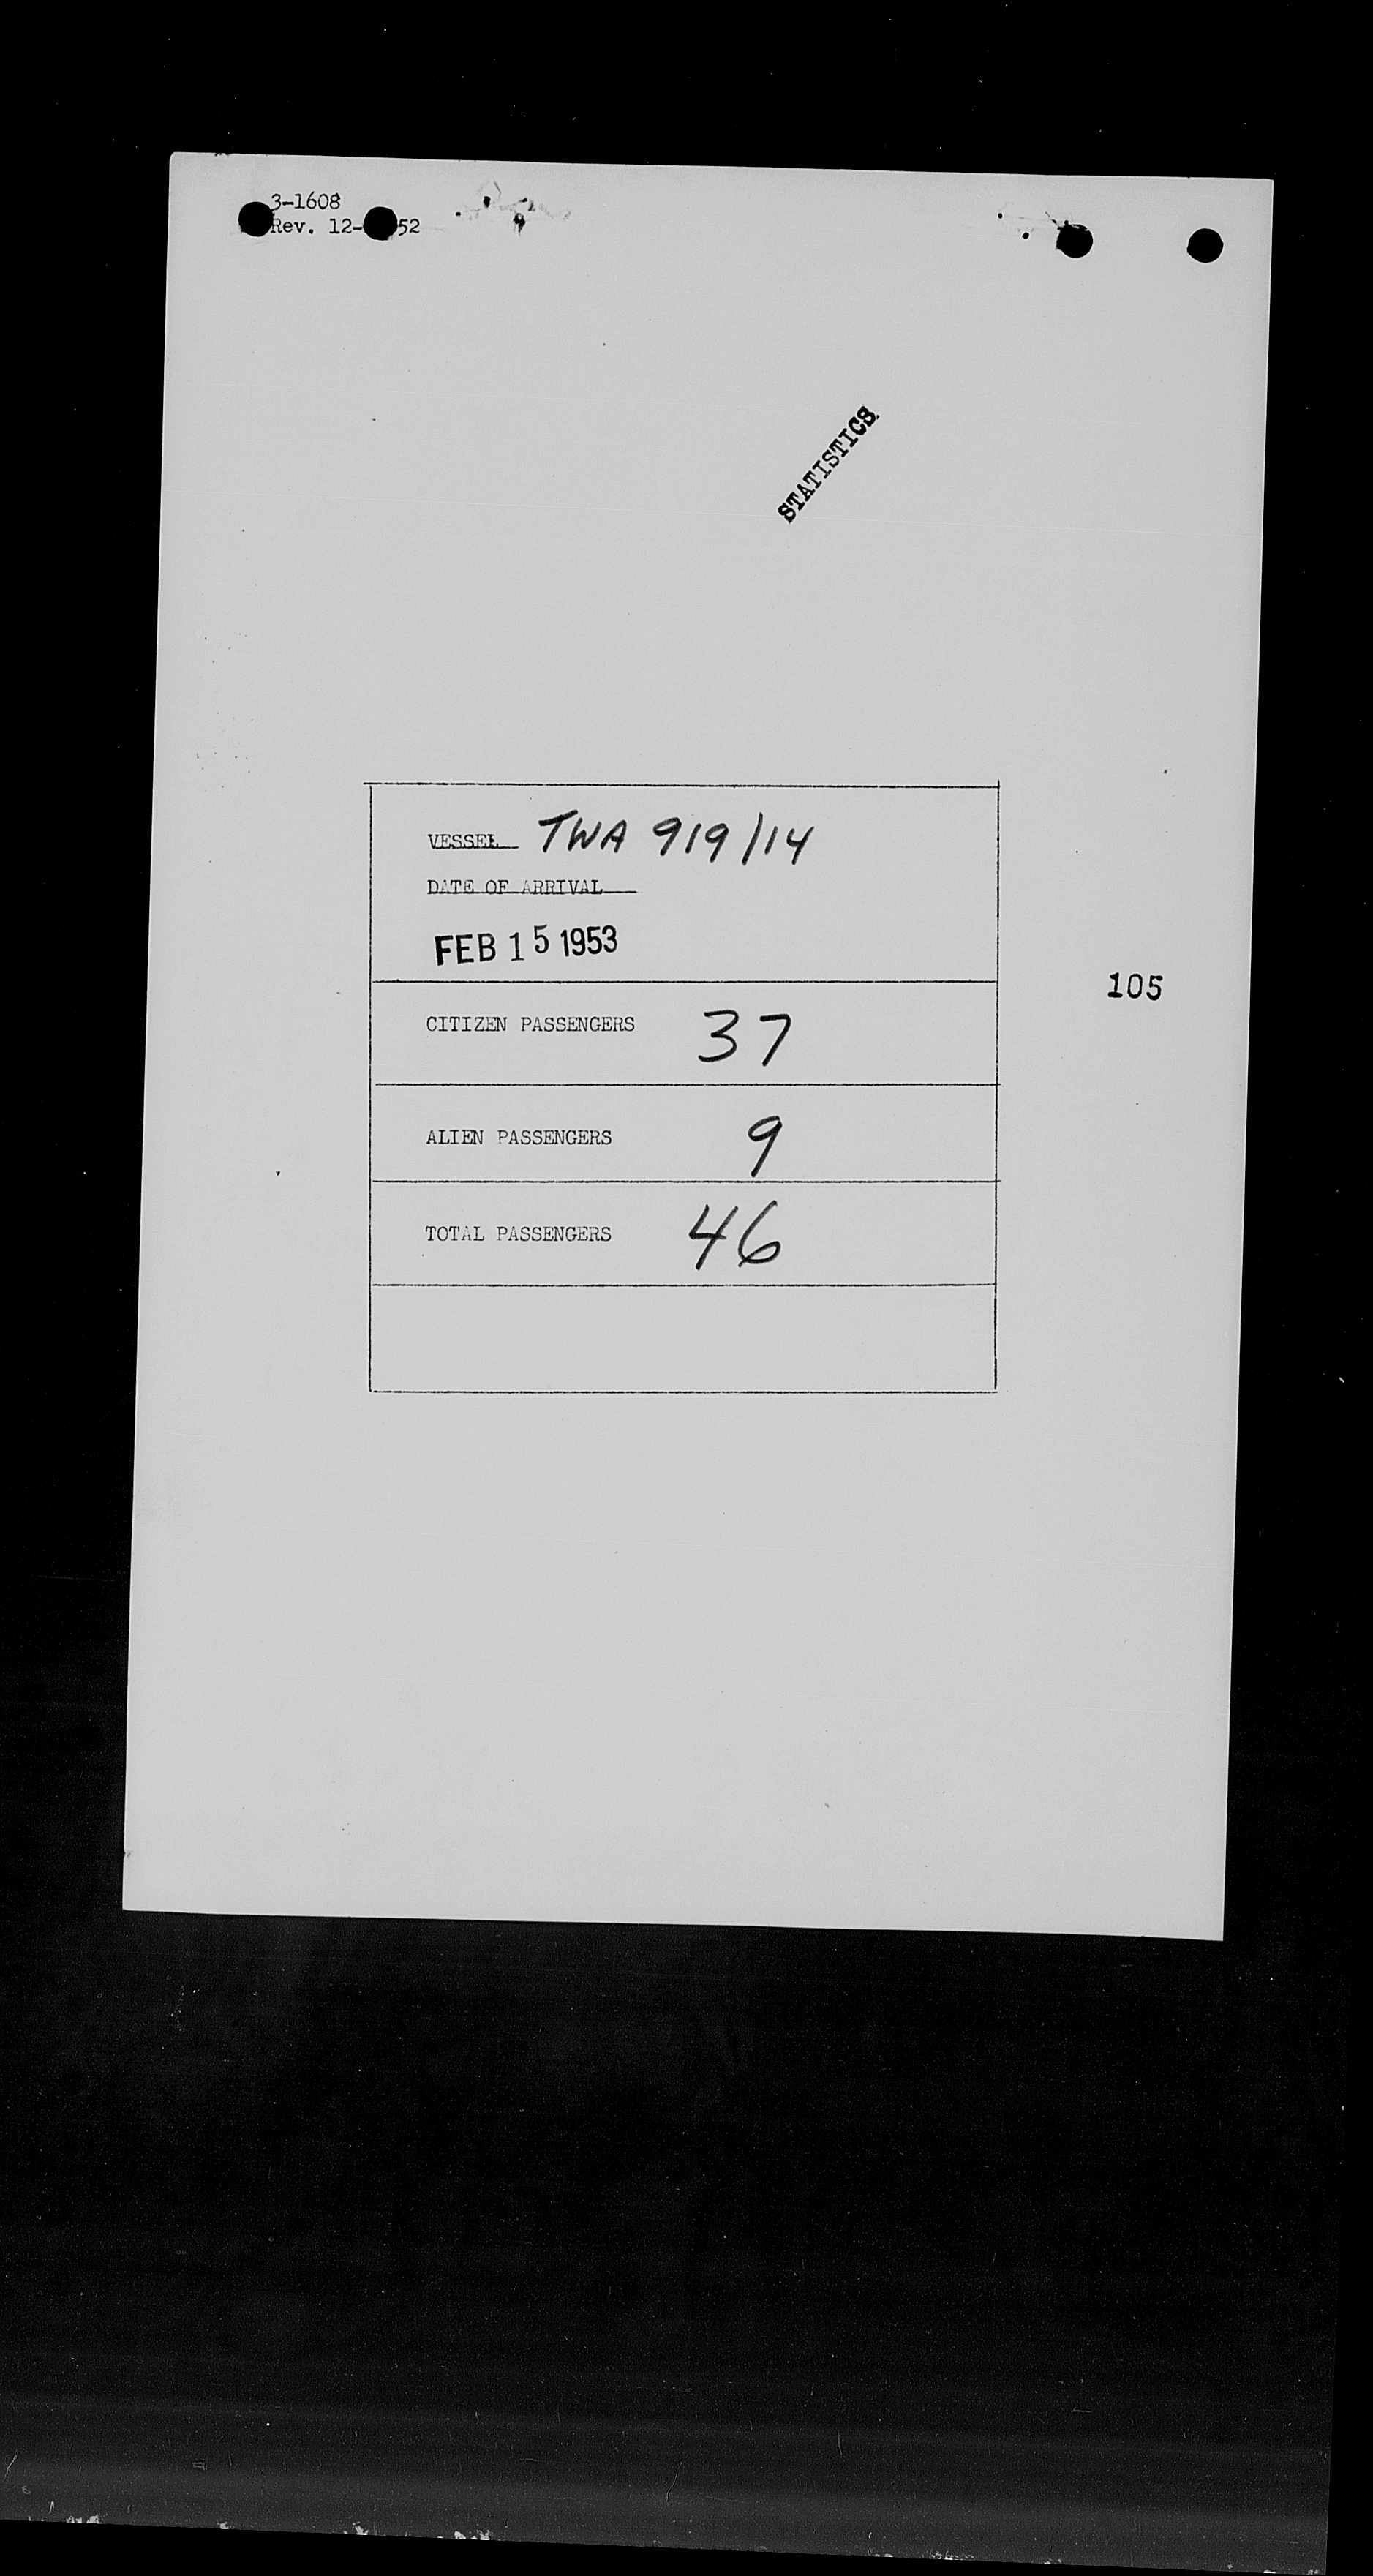 3-1608
Rev. 12- 52
STATISTICS
VESSEL TWA 919/14
DATE OF ARRIVAL
FEB 15 1953
105
CITIZEN PASSENGERS 37
ALIEN PASSENGERS 9
TOTAL PASSENGERS 46